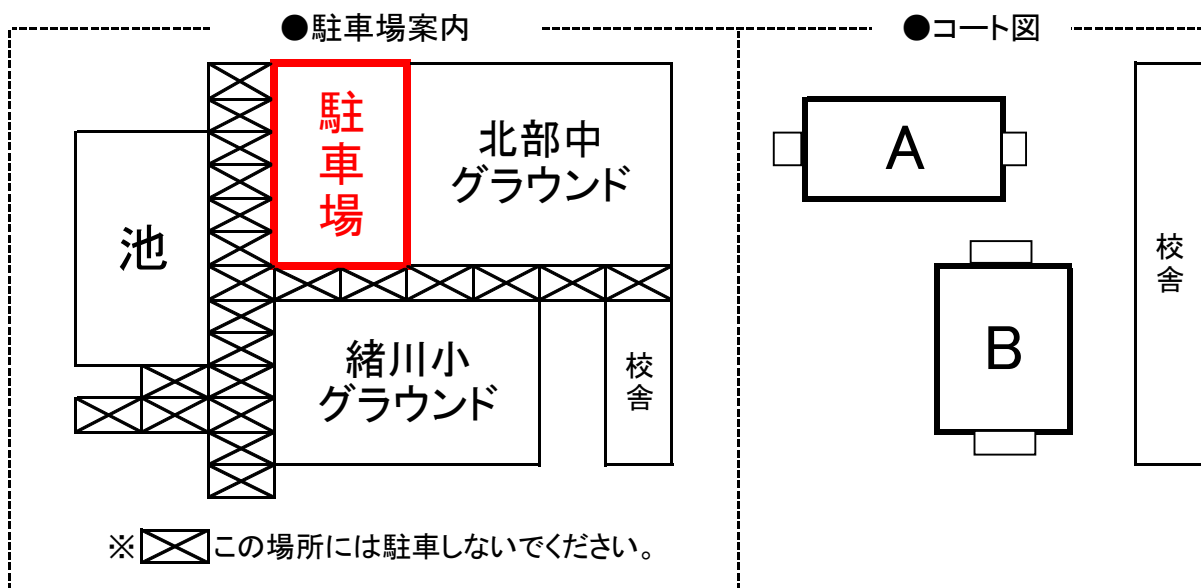 ●駐車場案内
駐車場
北部中
グラウンド
池
緒川小
グラウンド
校舎
※この場所には駐車しないでください。
●コート図
A
B
校舎